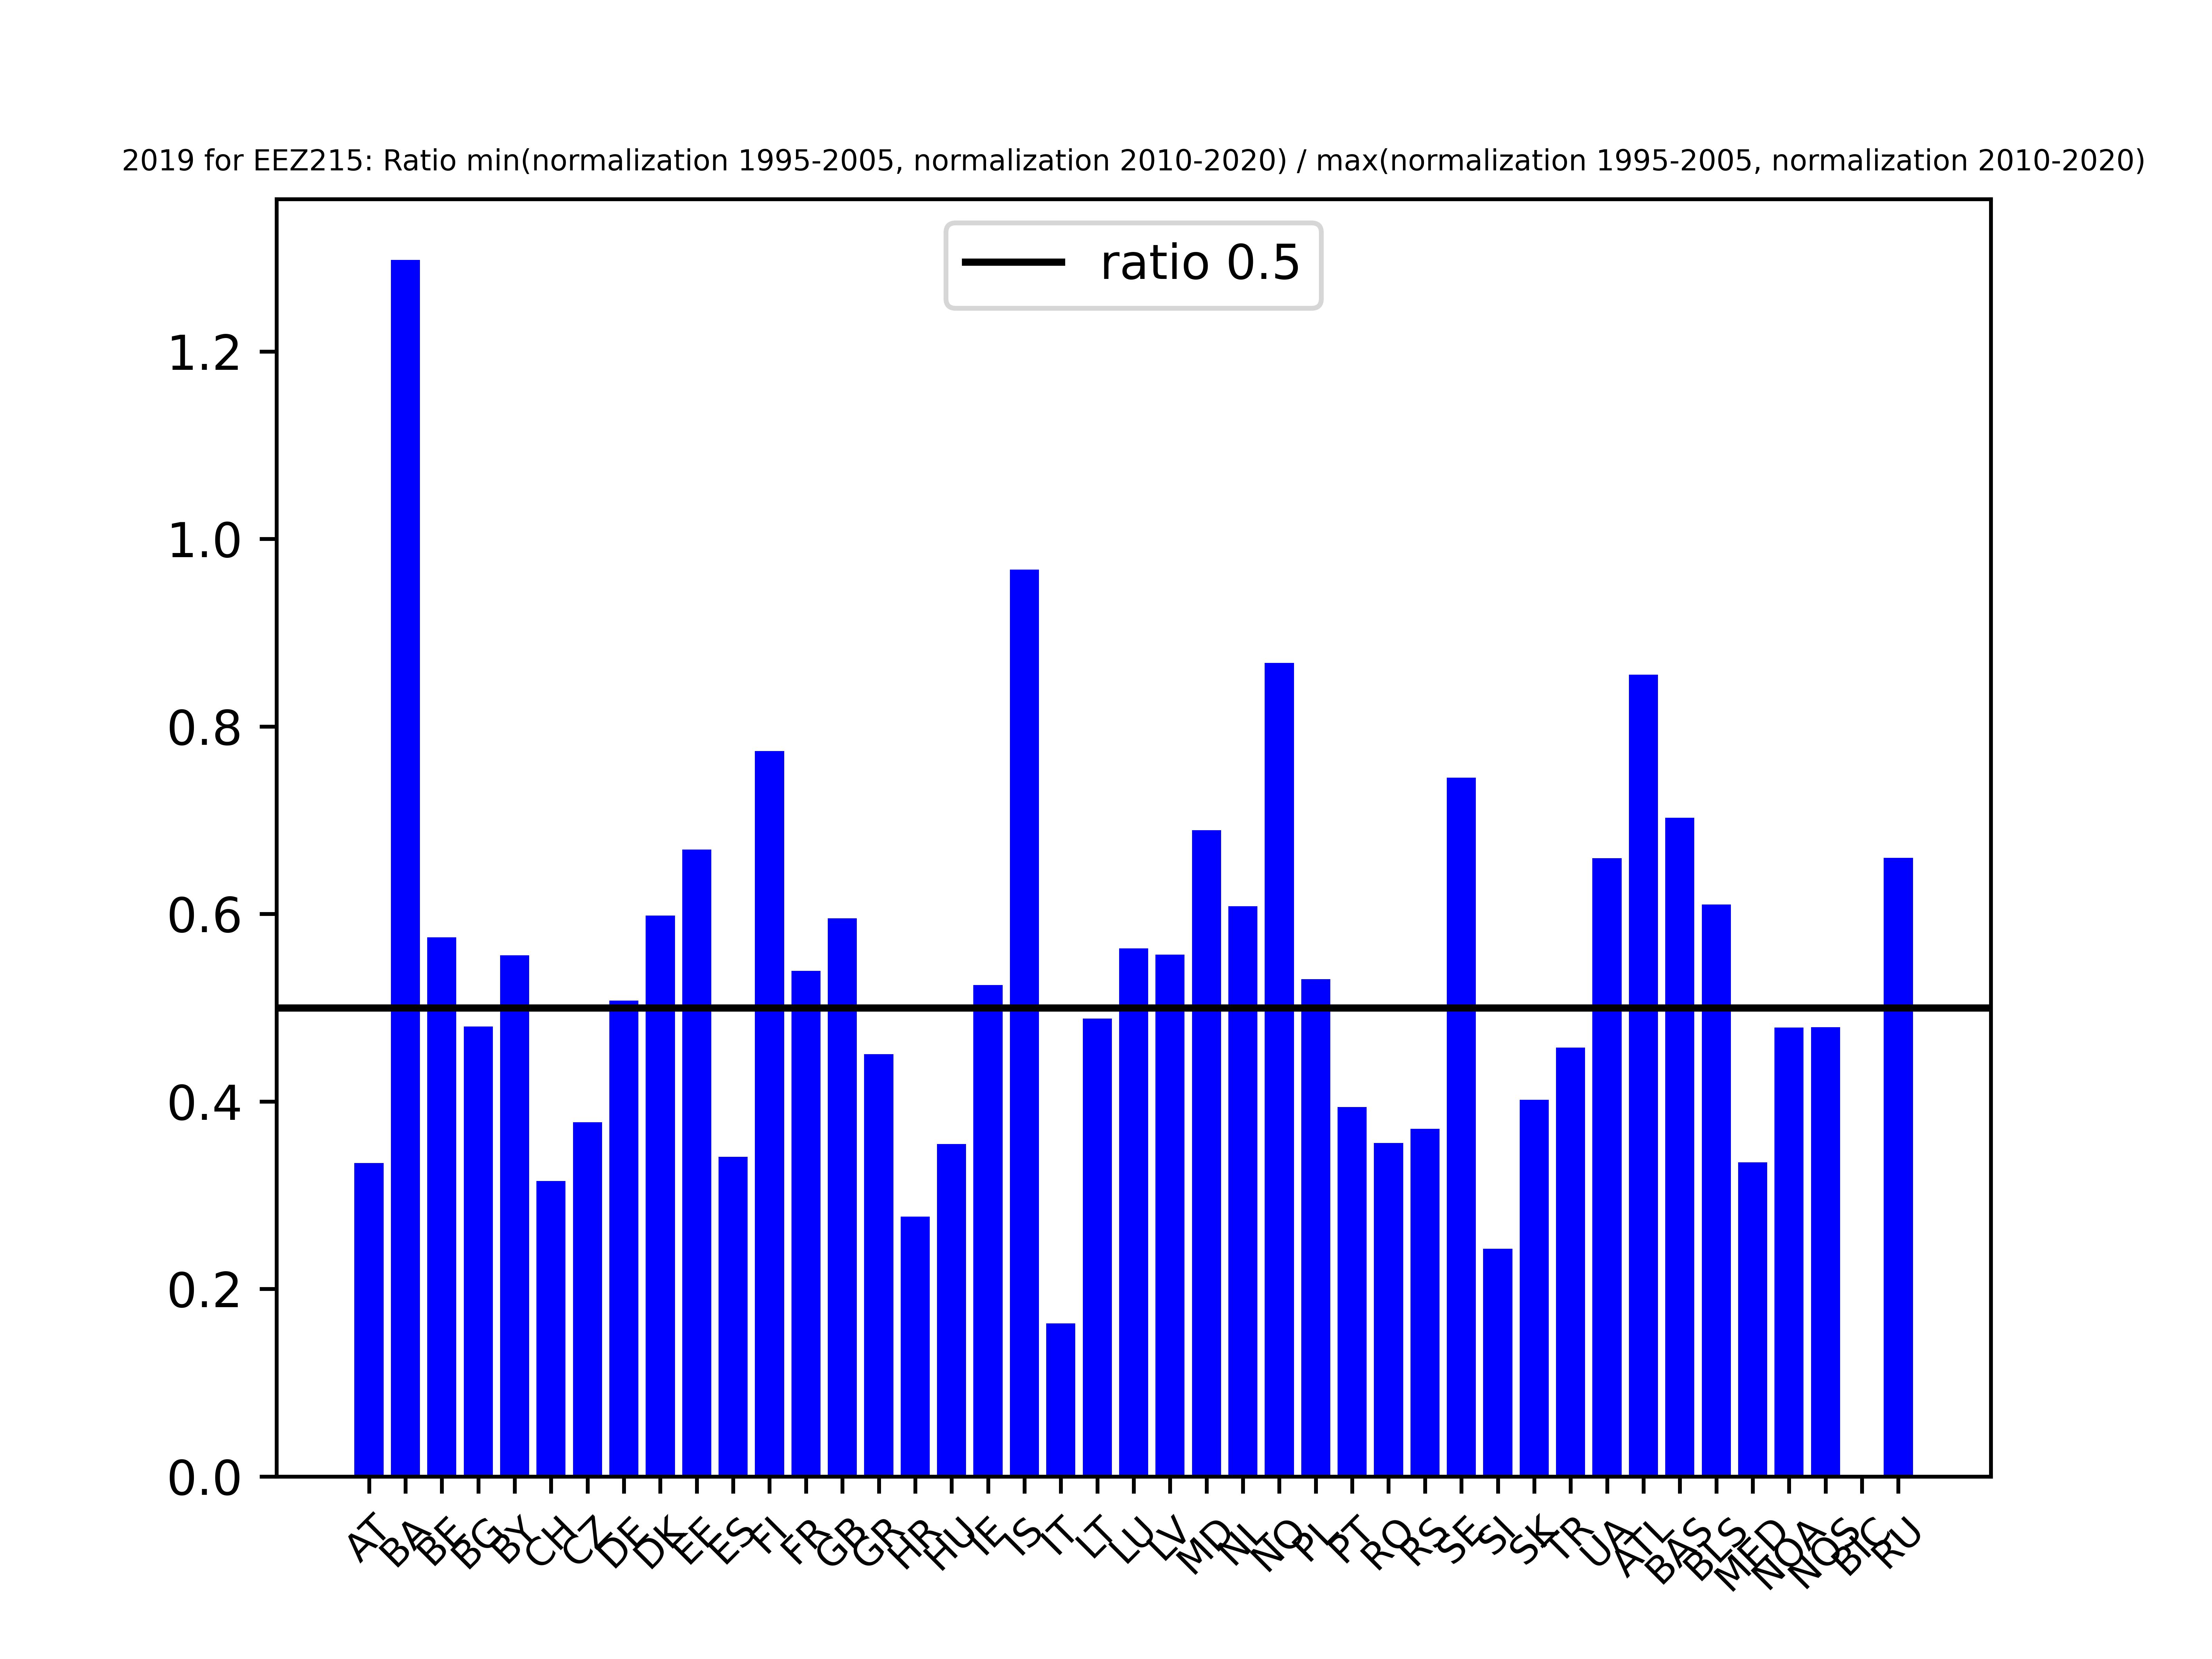 2019 for EEZ215: Ratio min(normalization 1995-2005, normalization 2010-2020) / max(normalization 1995-2005, normalization 2010-2020)
ratio 0.5
1.2
1.0
0.8
0.6
0.4
0.2
0.0
AT BA BE BG BY CH CZ DE DK EE ES FI FR GB GR HR HU IE IS IT LT LU LV MD NL NO PL PT RO RS SE SI SK TR UA ATL BAS BLS MED NOA NOS BIC RU